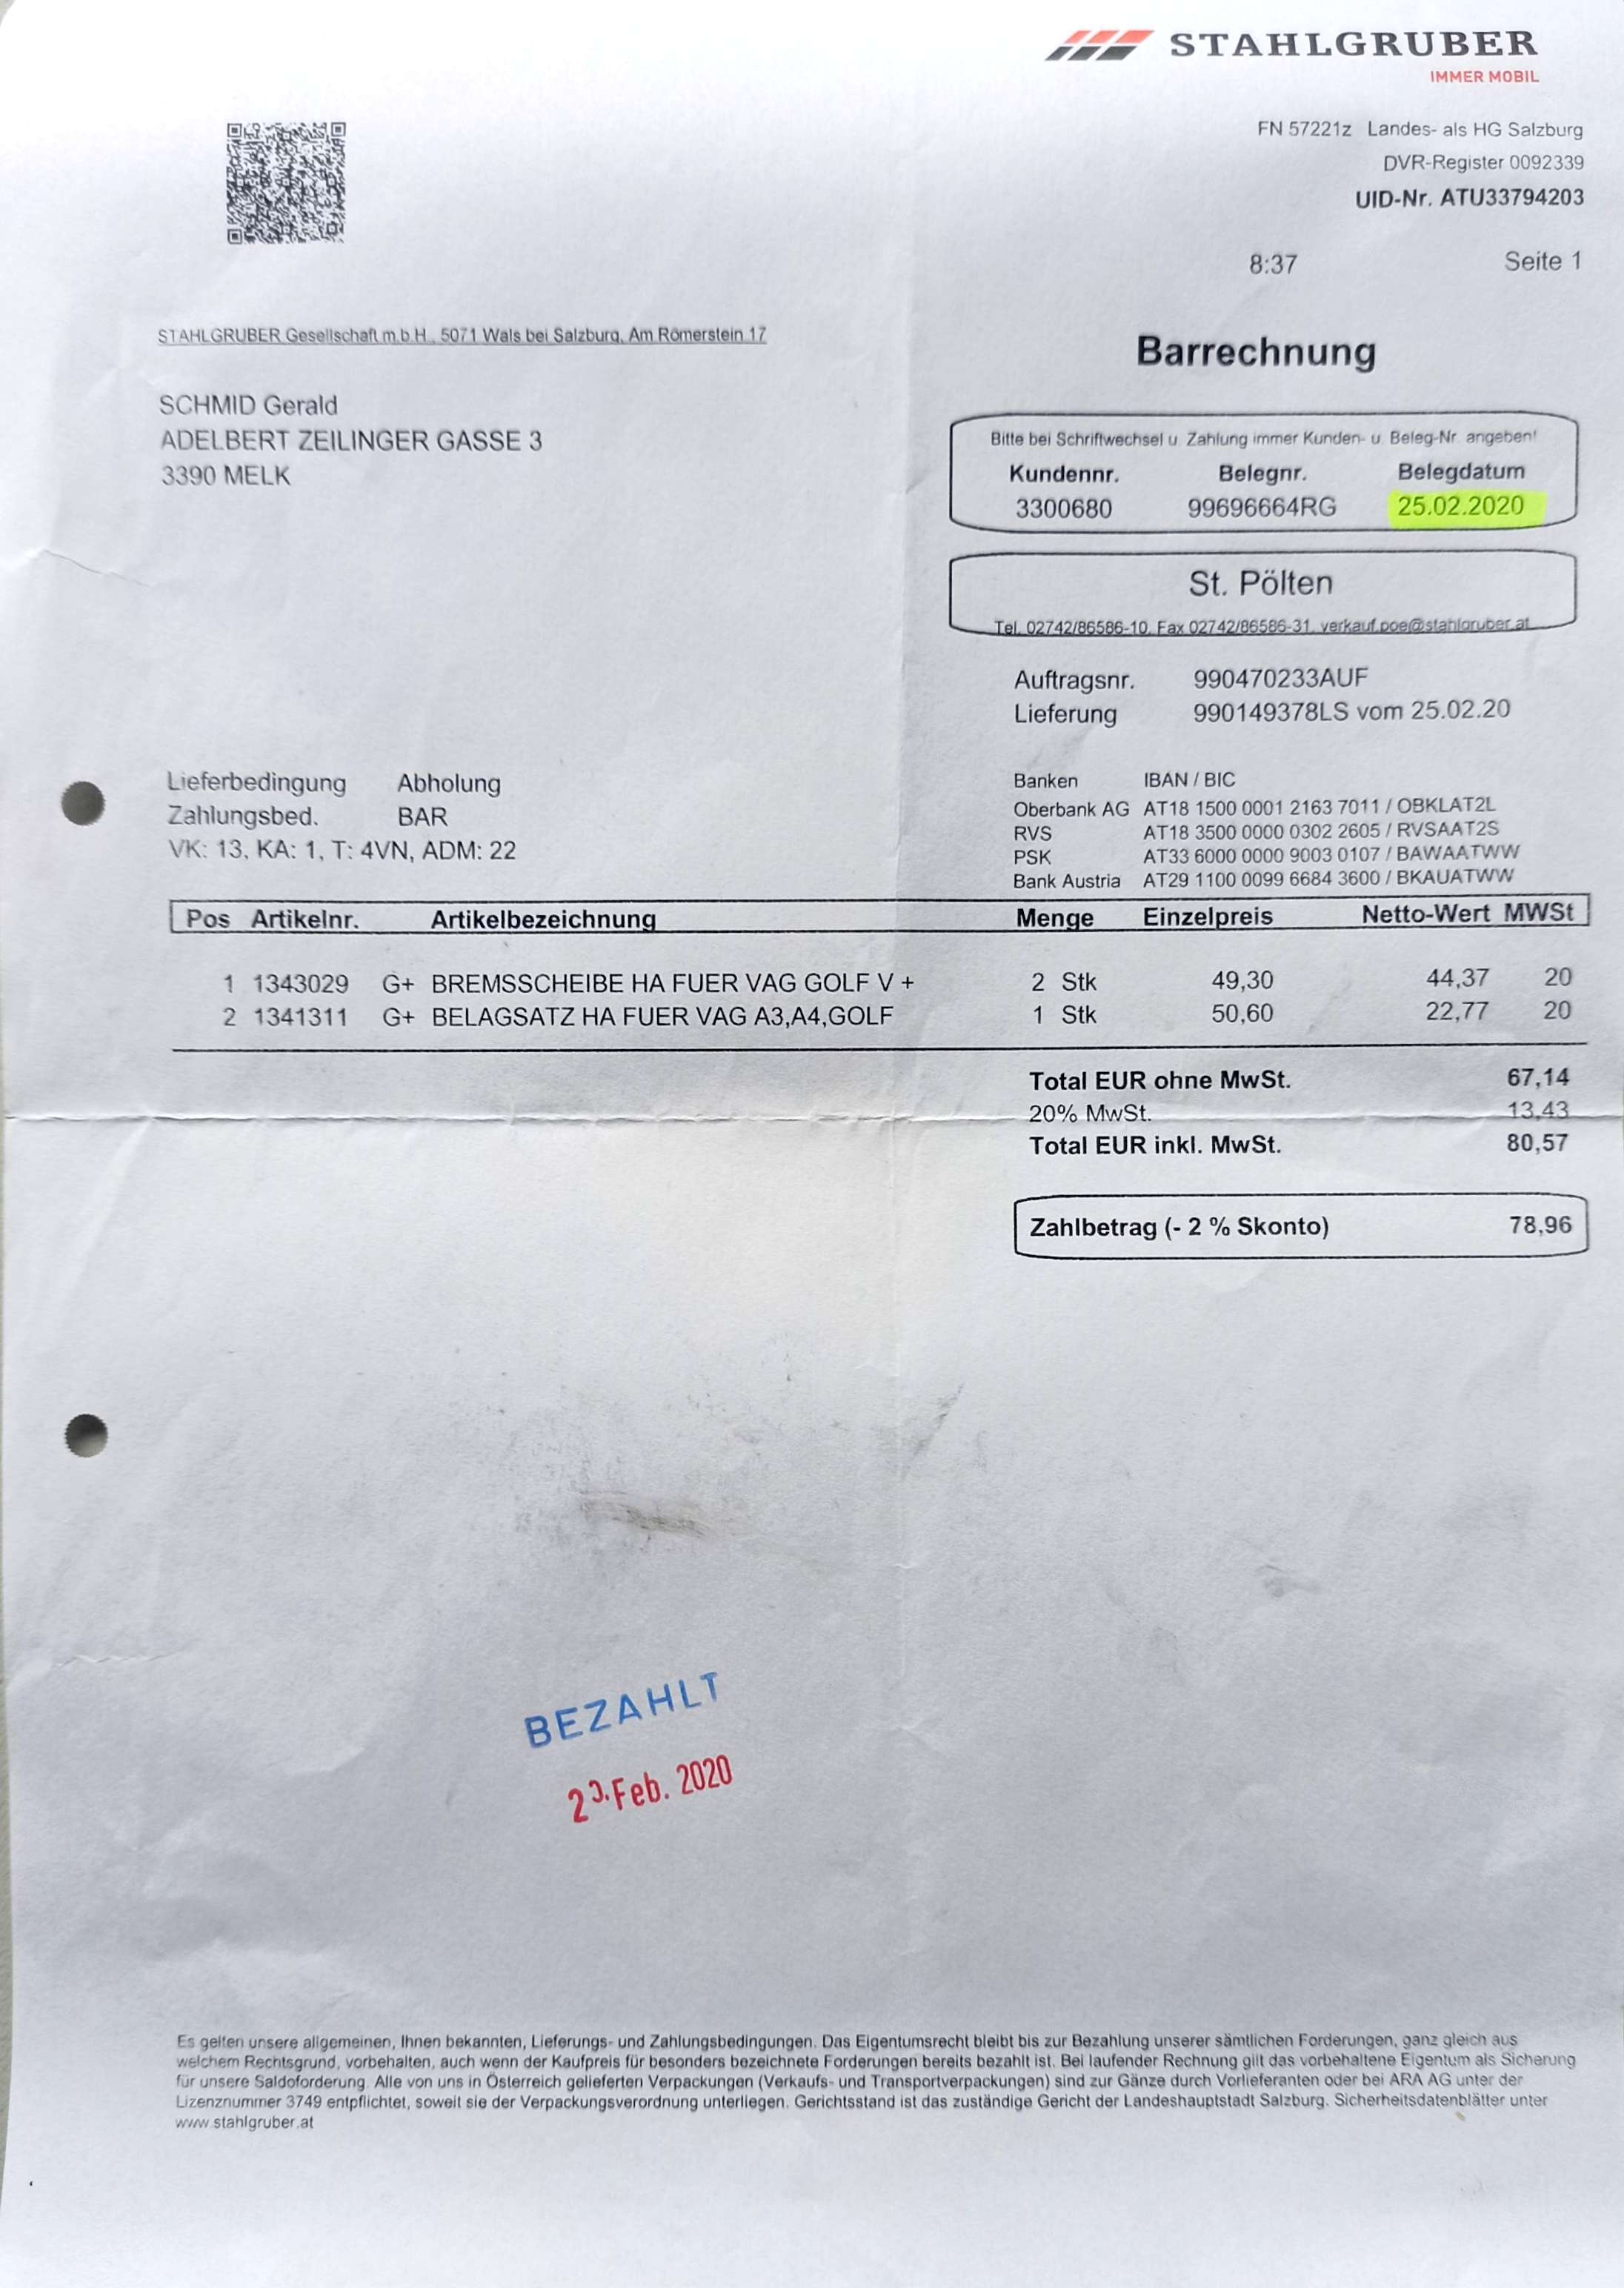 STAHLGRUBER
IMMER MOBIL
FN 57221z Landes- als HG Salzburg
DVR-Register 0092339
UID-Nr. ATU33794203
8:37 Seite 1
STAHLGRUBER Gesellschaft m.b.H., 5071 Wals bei Salzburg, Am Römerstein 17
Barrechnung
SCHMID Gerald
ADELBERT ZEILINGER GASSE 3
3390 MELK
Bitte bei Schriftwechsel u. Zahlung immer Kunden- u. Beleg-Nr. angeben!
Kundennr. Belegnr. Belegdatum
3300680 99696664RG 25.02.2020
St. Pölten
Tel. 02742/86586-10, Fax 02742/86586-31, verkauf.poe@stahlgruber.at
Auftragsnr. 990470233AUF
Lieferung 990149378LS vom 25.02.20
Lieferbedingung Abholung
Zahlungsbed. BAR
VK: 13, KA: 1, T: 4VN, ADM: 22
Banken IBAN / BIC
Oberbank AG AT18 1500 0001 2163 7011 / OBKLAT2L
RVS AT18 3500 0000 0302 2605 / RVSAAT2S
PSK AT33 6000 0000 9003 0107 / BAWAATWW
Bank Austria AT29 1100 0099 6684 3600 / BKAUATWW
Pos Artikelnr. Artikelbezeichnung Menge Einzelpreis Netto-Wert MWSt
1 1343029 G+ BREMSSCHEIBE HA FUER VAG GOLF V + 2 Stk 49,30 44,37 20
2 1341311 G+ BELAGSATZ HA FUER VAG A3,A4,GOLF 1 Stk 50,60 22,77 20
Total EUR ohne MwSt. 67,14
20% MwSt. 13,43
Total EUR inkl. MwSt. 80,57
Zahlbetrag (- 2 % Skonto) 78,96
BEZAHLT
Feb. 2020
Es gelten unsere allgemeinen, Ihnen bekannten, Lieferungs- und Zahlungsbedingungen. Das Eigentumsrecht bleibt bis zur Bezahlung unserer sämtlichen Forderungen, ganz gleich aus
welchem Rechtsgrund, vorbehalten, auch wenn der Kaufpreis für besonders bezeichnete Forderungen bereits bezahlt ist. Bei laufender Rechnung gilt das vorbehaltene Eigentum als Sicherung
für unsere Saldoforderung. Alle von uns in Österreich gelieferten Verpackungen (Verkaufs- und Transportverpackungen) sind zur Gänze durch Vorlieferanten oder bei ARA AG unter der
Lizenznummer 3749 entpflichtet, soweit sie der Verpackungsverordnung unterliegen. Gerichtsstand ist das zuständige Gericht der Landeshauptstadt Salzburg. Sicherheitsdatenblätter unter
www.stahlgruber.at